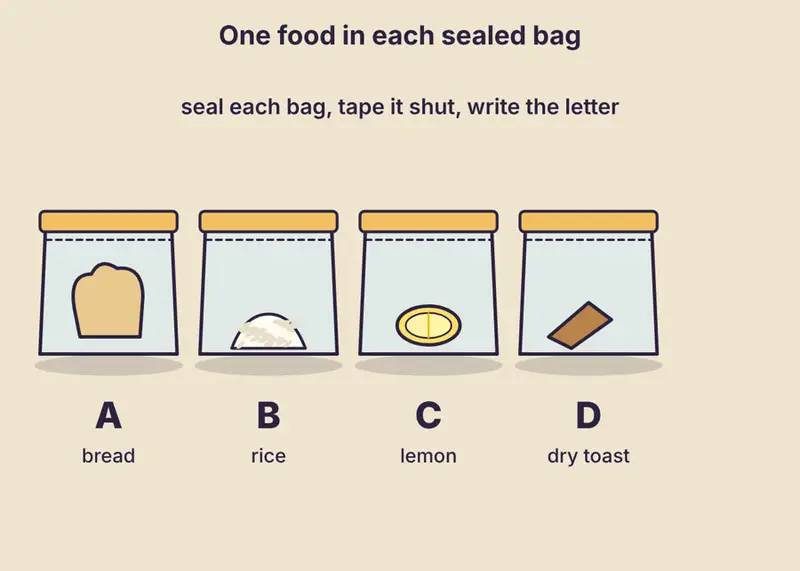 One food in each sealed bag
seal each bag, tape it shut, write the letter
A
B
C
D
bread
rice
lemon
dry toast